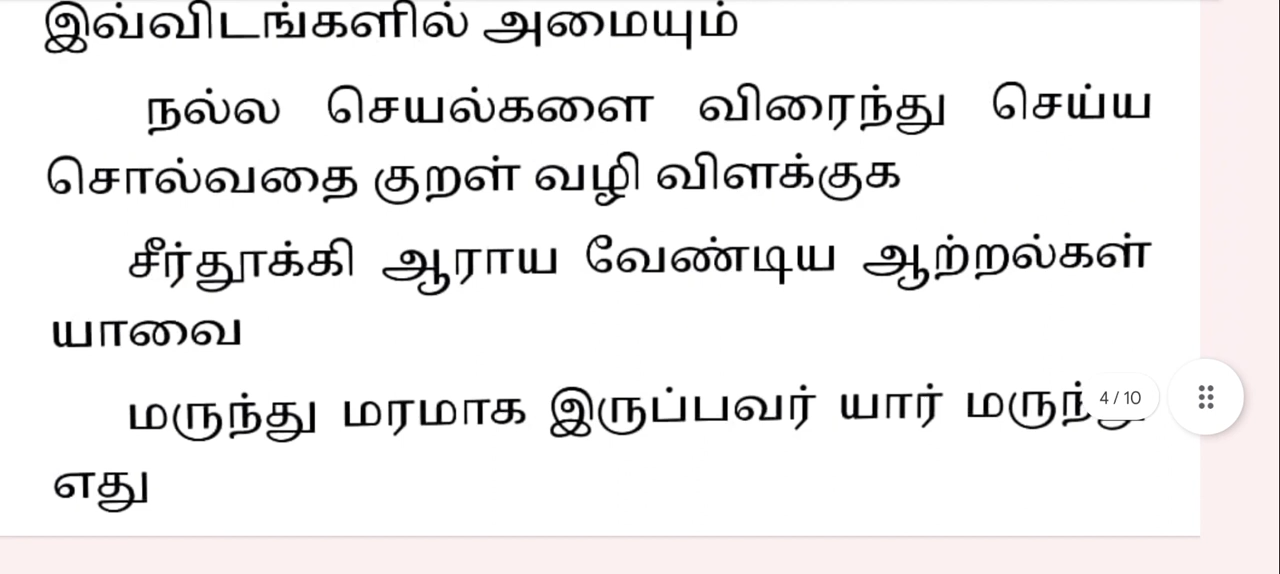 இவ்விடங்களில் அமையும்
நல்ல செயல்களை விரைந்து செய்ய
சொல்வதை குறள் வழி விளக்குக
சீர்தூக்கி ஆராய வேண்டிய ஆற்றல்கள்
யாவை
மருந்து மரமாக இருப்பவர் யார்
4/10
எது